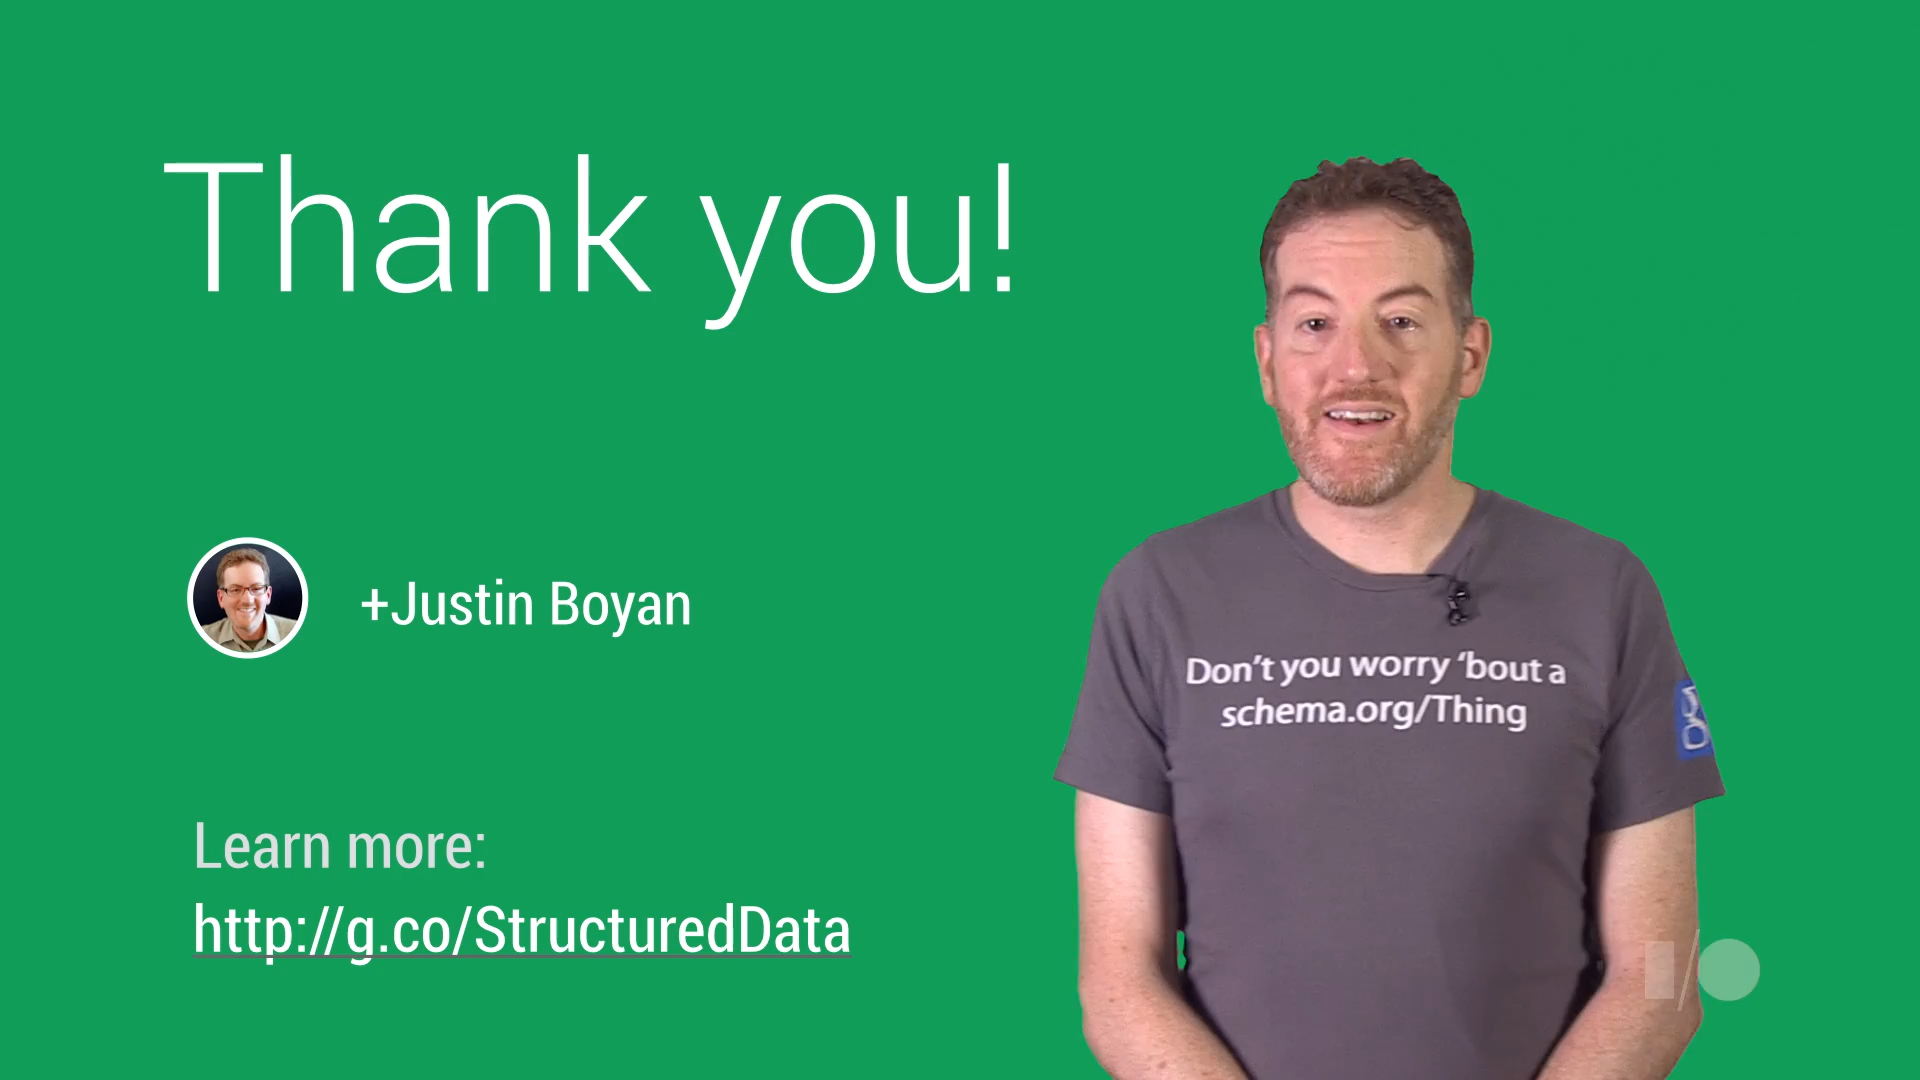 Thank you!
+Justin Boyan
Don't you worry ‘bout a
schema.org/Thing
Learn more:
http://g.co/StructuredData
I/O